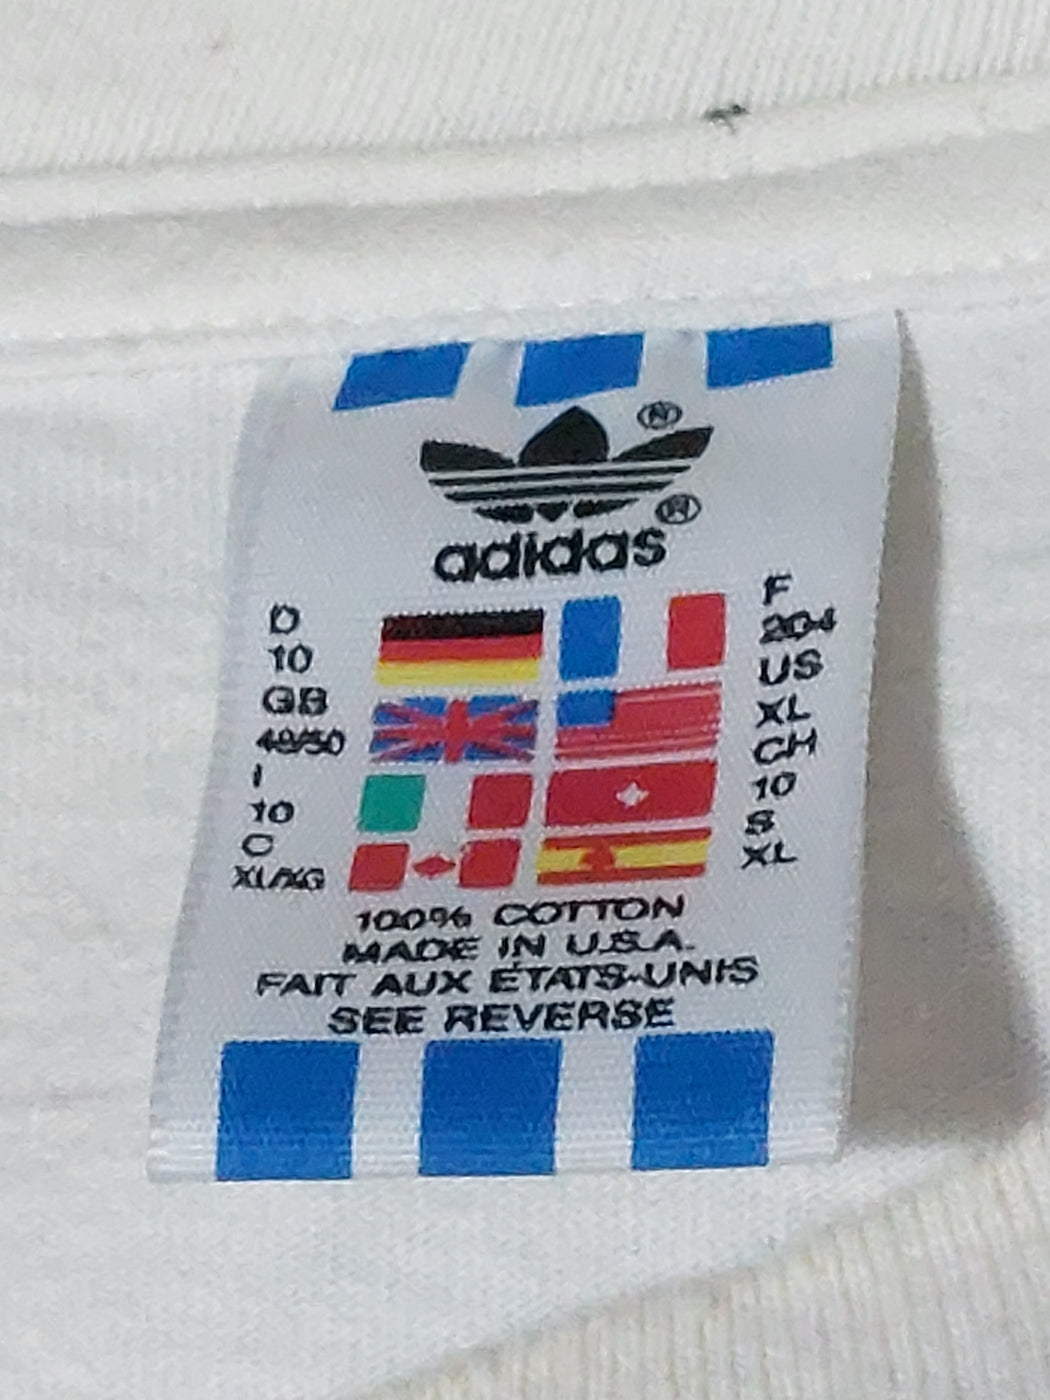 adidas
D
10
GB
48/50
I
10
C
XL/XG
F
204
US
XL
CH
10
S
XL
100% COTTON
MADE IN U.S.A.
FAIT AUX ÉTATS-UNIS
SEE REVERSE